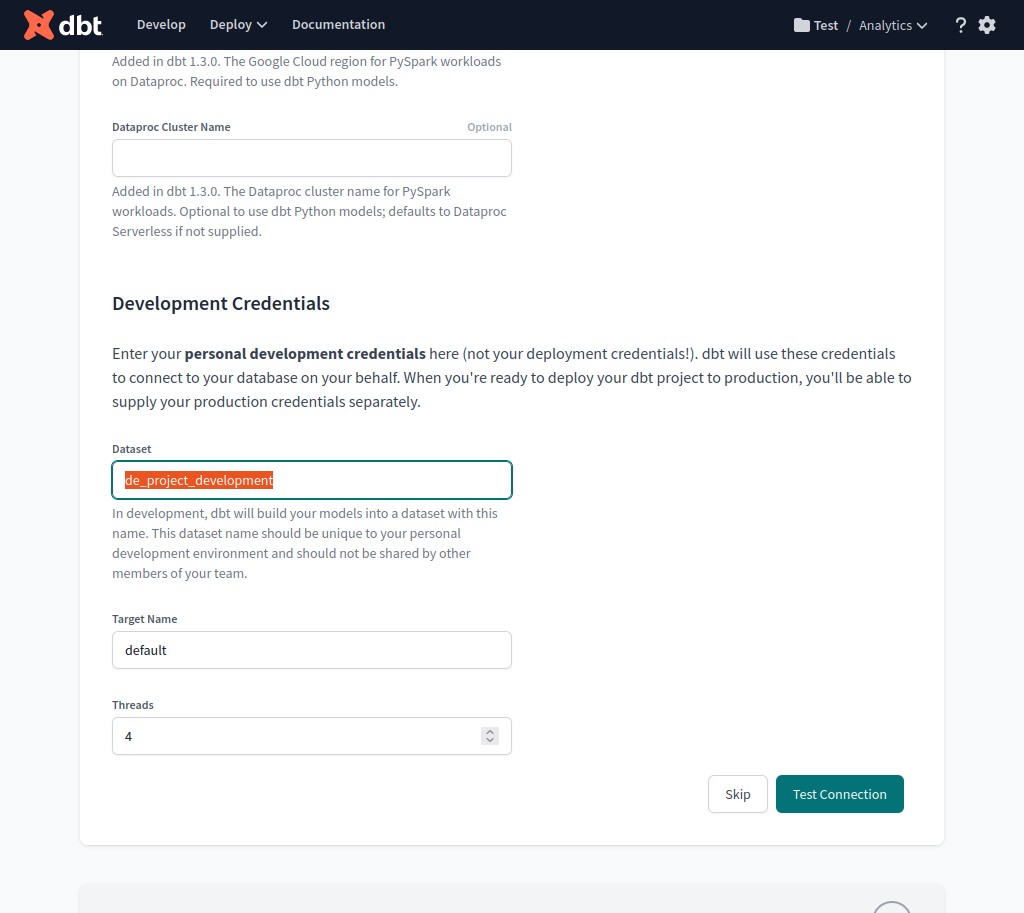 dbt Develop Deploy Documentation Test / Analytics ?
Added in dbt 1.3.0. The Google Cloud region for PySpark workloads
on Dataproc. Required to use dbt Python models.
Dataproc Cluster Name Optional
Added in dbt 1.3.0. The Dataproc cluster name for PySpark
workloads. Optional to use dbt Python models; defaults to Dataproc
Serverless if not supplied.
Development Credentials
Enter your personal development credentials here (not your deployment credentials!). dbt will use these credentials
to connect to your database on your behalf. When you're ready to deploy your dbt project to production, you'll be able to
supply your production credentials separately.
Dataset
de_project_development
In development, dbt will build your models into a dataset with this
name. This dataset name should be unique to your personal
development environment and should not be shared by other
members of your team.
Target Name
default
Threads
4
Skip Test Connection